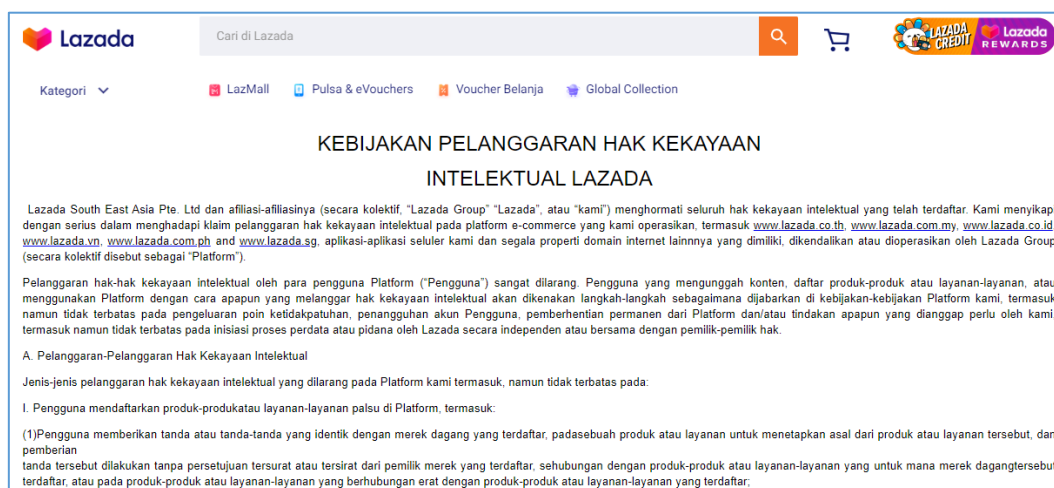 Lazada
Cari di Lazada
LAZADA CREDIT
Lazada REWARDS
Kategori
LazMall
Pulsa & eVouchers
Voucher Belanja
Global Collection
KEBIJAKAN PELANGGARAN HAK KEKAYAAN
INTELEKTUAL LAZADA
Lazada South East Asia Pte. Ltd dan afiliasi-afiliasinya (secara kolektif, “Lazada Group” “Lazada”, atau “kami”) menghormati seluruh hak kekayaan intelektual yang telah terdaftar. Kami menyikapi
dengan serius dalam menghadapi klaim pelanggaran hak kekayaan intelektual pada platform e-commerce yang kami operasikan, termasuk www.lazada.co.th, www.lazada.com.my, www.lazada.co.id
www.lazada.vn, www.lazada.com.ph and www.lazada.sg, aplikasi-aplikasi seluler kami dan segala properti domain internet lainnnya yang dimiliki, dikendalikan atau dioperasikan oleh Lazada Group
(secara kolektif disebut sebagai “Platform”).
Pelanggaran hak-hak kekayaan intelektual oleh para pengguna Platform (“Pengguna”) sangat dilarang. Pengguna yang mengunggah konten, daftar produk-produk atau layanan-layanan, atau
menggunakan Platform dengan cara apapun yang melanggar hak kekayaan intelektual akan dikenakan langkah-langkah sebagaimana dijabarkan di kebijakan-kebijakan Platform kami, termasuk
namun tidak terbatas pada pengeluaran poin ketidakpatuhan, penangguhan akun Pengguna, pemberhentian permanen dari Platform dan/atau tindakan apapun yang dianggap perlu oleh kami,
termasuk namun tidak terbatas pada inisiasi proses perdata atau pidana oleh Lazada secara independen atau bersama dengan pemilik-pemilik hak.
A. Pelanggaran-Pelanggaran Hak Kekayaan Intelektual
Jenis-jenis pelanggaran hak kekayaan intelektual yang dilarang pada Platform kami termasuk, namun tidak terbatas pada:
I. Pengguna mendaftarkan produk-produkatau layanan-layanan palsu di Platform, termasuk:
(1)Pengguna memberikan tanda atau tanda-tanda yang identik dengan merek dagang yang terdaftar, padasebuah produk atau layanan untuk menetapkan asal dari produk atau layanan tersebut, dan
pemberian
tanda tersebut dilakukan tanpa persetujuan tersurat atau tersirat dari pemilik merek yang terdaftar, sehubungan dengan produk-produk atau layanan-layanan yang untuk mana merek dagangtersebut
terdaftar, atau pada produk-produk atau layanan-layanan yang berhubungan erat dengan produk-produk atau layanan-layanan yang terdaftar;